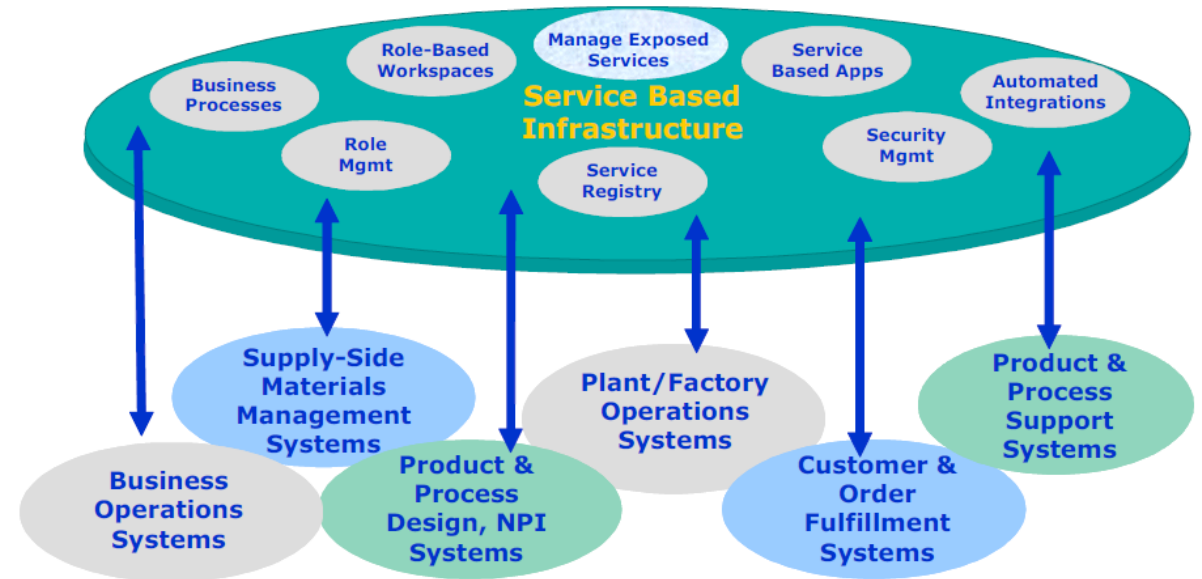 Manage Exposed
Services
Role-Based
Workspaces
Service
Based Apps
Business
Processes
Automated
Integrations
Service Based
Infrastructure
Role
Mgmt
Security
Mgmt
Service
Registry
Supply-Side
Materials
Management
Systems
Plant/Factory
Operations
Systems
Product &
Process
Support
Systems
Business
Operations
Systems
Product &
Process
Design, NPI
Systems
Customer &
Order
Fulfillment
Systems